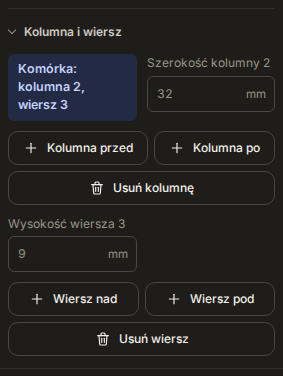 Kolumna i wiersz
Komórka:
kolumna 2,
wiersz 3
Szerokość kolumny 2
32 mm
Kolumna przed
Kolumna po
Usuń kolumnę
Wysokość wiersza 3
9 mm
Wiersz nad
Wiersz pod
Usuń wiersz